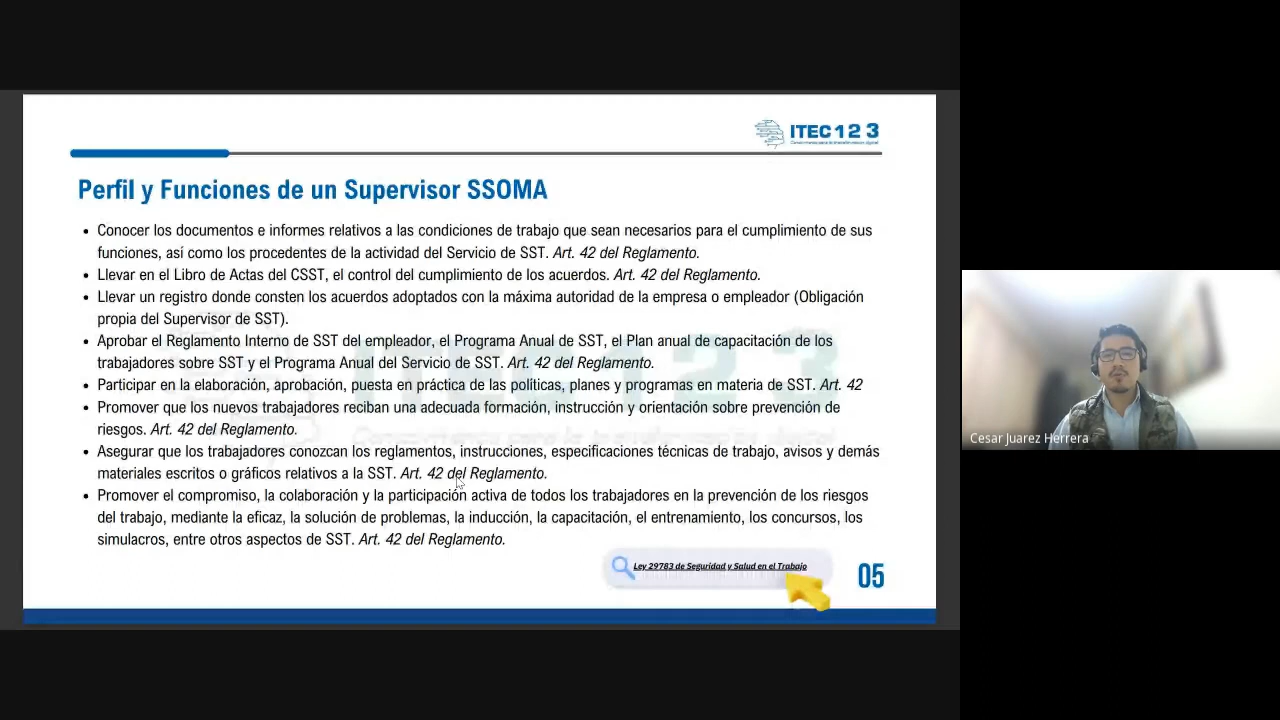 ITEC 1 2 3
Perfil y Funciones de un Supervisor SSOMA
• Conocer los documentos e informes relativos a las condiciones de trabajo que sean necesarios para el cumplimiento de sus
funciones, así como los procedentes de la actividad del Servicio de SST. Art. 42 del Reglamento.
• Llevar en el Libro de Actas del CSST, el control del cumplimiento de los acuerdos. Art. 42 del Reglamento.
• Llevar un registro donde consten los acuerdos adoptados con la máxima autoridad de la empresa o empleador (Obligación
propia del Supervisor de SST).
• Aprobar el Reglamento Interno de SST del empleador, el Programa Anual de SST, el Plan anual de capacitación de los
trabajadores sobre SST y el Programa Anual del Servicio de SST. Art. 42 del Reglamento.
• Participar en la elaboración, aprobación, puesta en práctica de las políticas, planes y programas en materia de SST. Art. 42
• Promover que los nuevos trabajadores reciban una adecuada formación, instrucción y orientación sobre prevención de
riesgos. Art. 42 del Reglamento.
• Asegurar que los trabajadores conozcan los reglamentos, instrucciones, especificaciones técnicas de trabajo, avisos y demás
materiales escritos o gráficos relativos a la SST. Art. 42 del Reglamento.
• Promover el compromiso, la colaboración y la participación activa de todos los trabajadores en la prevención de los riesgos
del trabajo, mediante la eficaz, la solución de problemas, la inducción, la capacitación, el entrenamiento, los concursos, los
simulacros, entre otros aspectos de SST. Art. 42 del Reglamento.
Ley 29783 de Seguridad y Salud en el Trabajo
05
Cesar Juarez Herrera